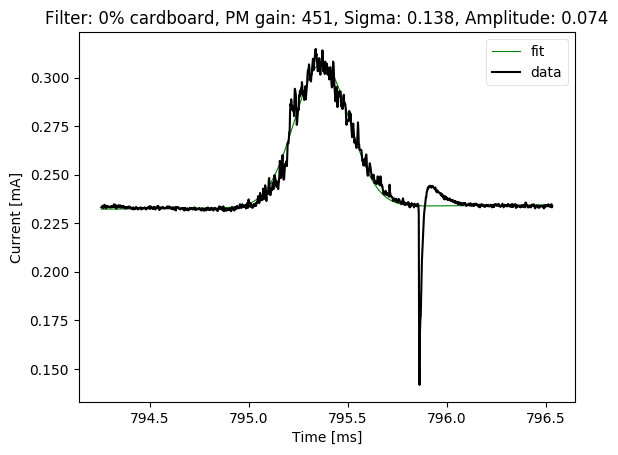 Filter: 0% cardboard, PM gain: 451, Sigma: 0.138, Amplitude: 0.074
fit
data
Current [mA]
0.300
0.275
0.250
0.225
0.200
0.175
0.150
794.5 795.0 795.5 796.0 796.5
Time [ms]